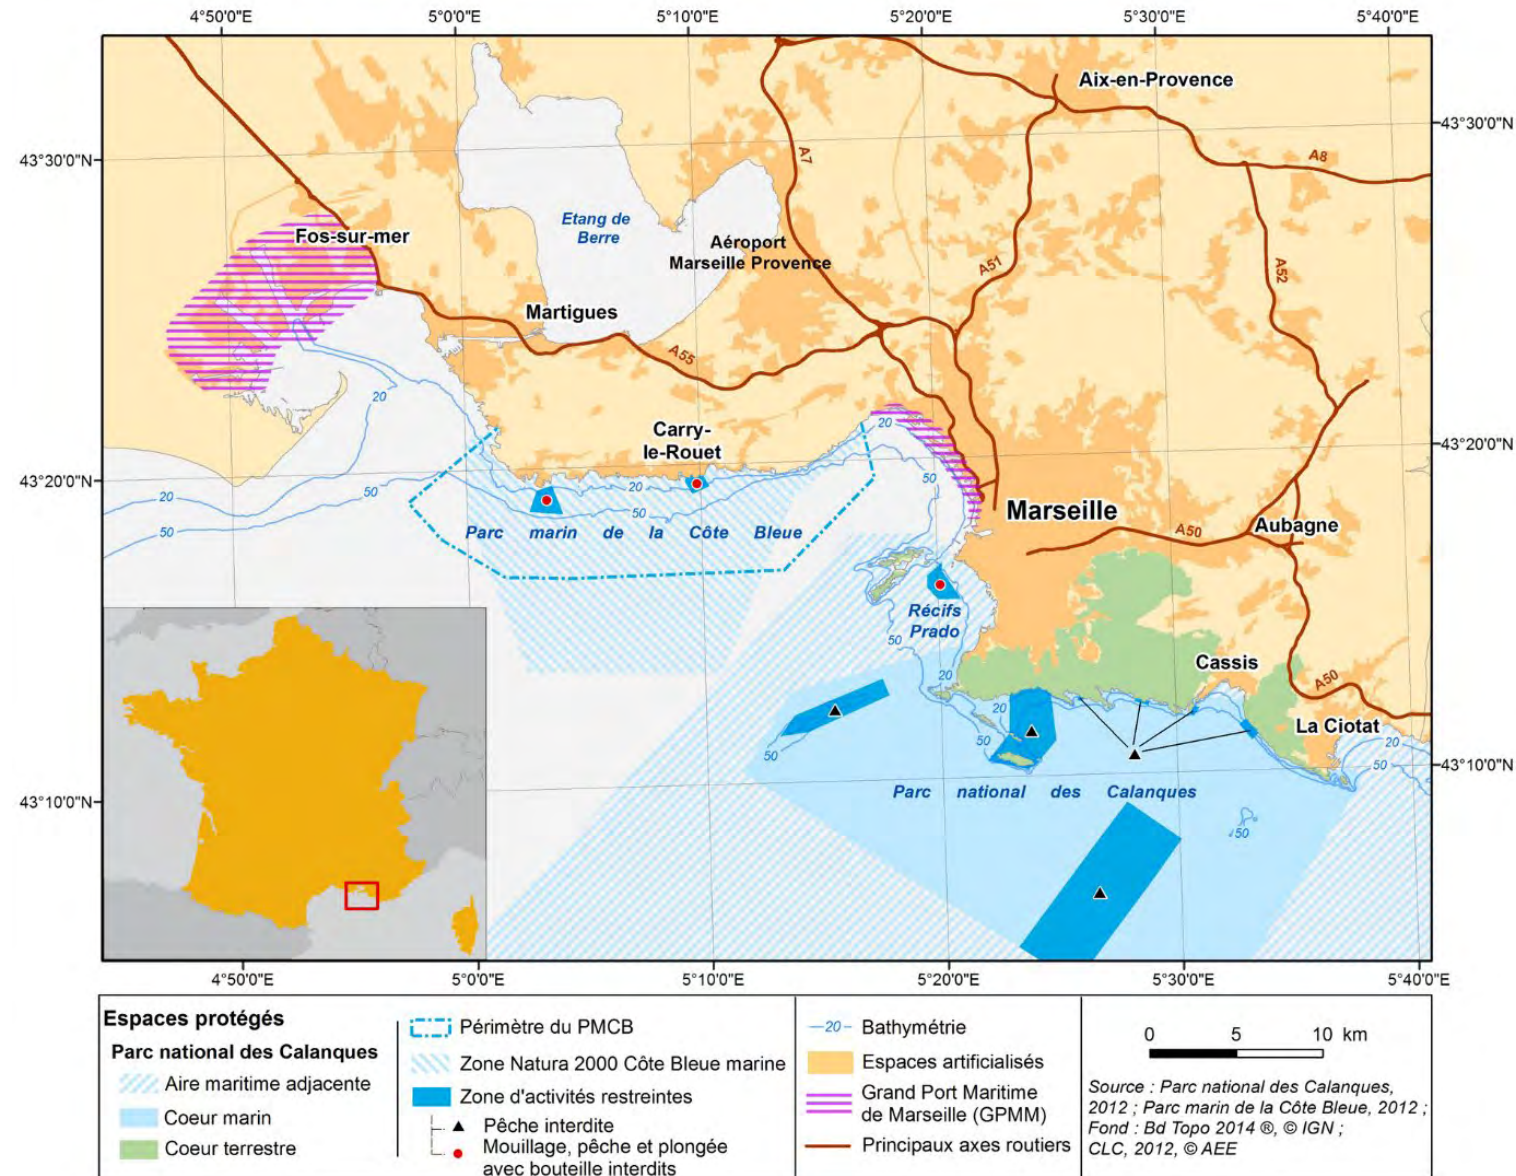 4°50'0"E
5°0'0"E
5°10'0"E
5°20'0"E
5°30'0"E
5°40'0"E
43°30'0"N
43°30'0"N
43°20'0"N
43°20'0"N
43°10'0"N
43°10'0"N
Aix-en-Provence
A7
A8
Fos-sur-mer
Etang de
Berre
Aéroport
Marseille Provence
A51
A52
Martigues
A55
20
Carry-
le-Rouet
20
50
20
50
50
20
50
Parc marin de la Côte Bleue
Marseille
A50
Aubagne
Récifs
Prado
50
20
Cassis
A50
La Ciotat
20
50
50
20
50
Parc national des Calanques
50
4°50'0"E
5°0'0"E
5°10'0"E
5°20'0"E
5°30'0"E
5°40'0"E
Espaces protégés
Parc national des Calanques
Aire maritime adjacente
Coeur marin
Coeur terrestre
Périmètre du PMCB
Zone Natura 2000 Côte Bleue marine
Zone d'activités restreintes
Pêche interdite
Mouillage, pêche et plongée
avec bouteille interdits
20
Bathymétrie
Espaces artificialisés
Grand Port Maritime
de Marseille (GPMM)
Principaux axes routiers
0 5 10 km
Source : Parc national des Calanques,
2012 ; Parc marin de la Côte Bleue, 2012 ;
Fond : Bd Topo 2014 ®, © IGN ;
CLC, 2012, © AEE